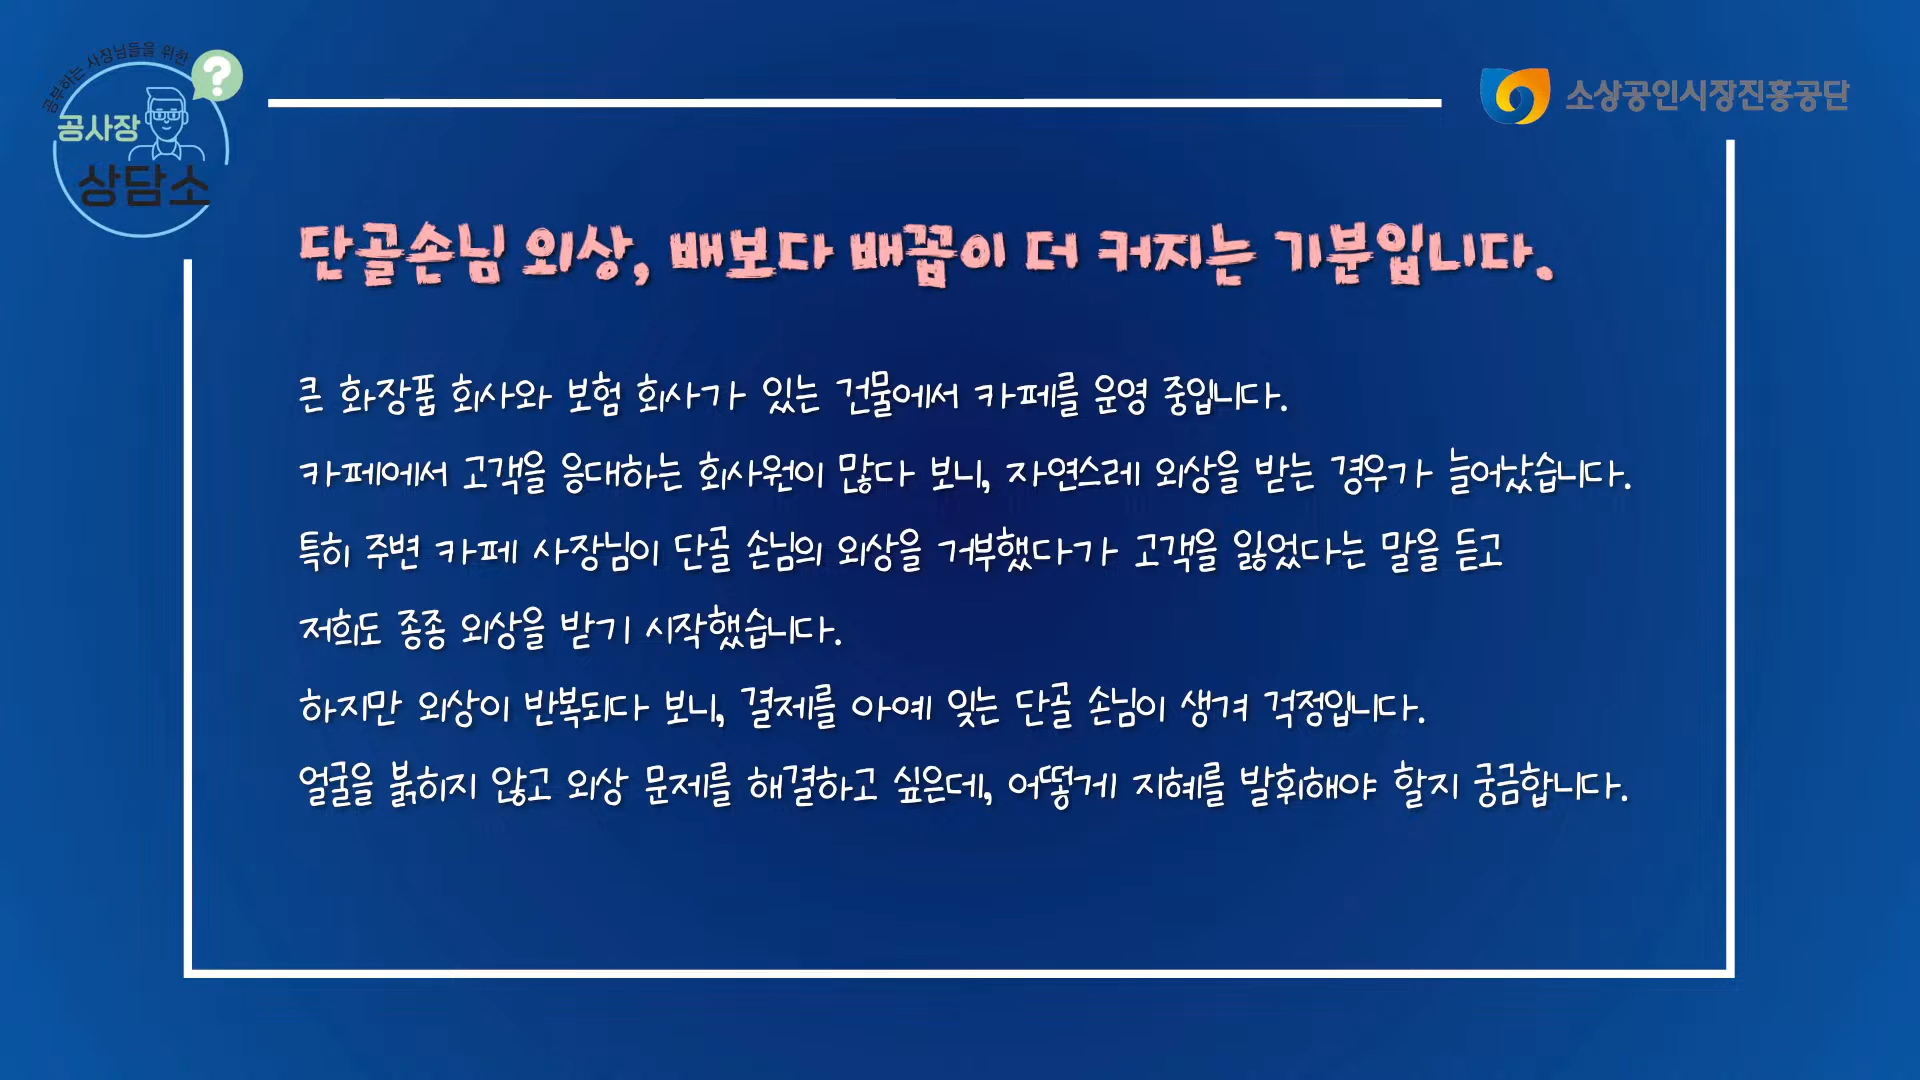 공부하는 사장님들을 위한
공사장
상담소
?
소상공인시장진흥공단
단골손님 외상, 배보다 배꼽이 더 커지는 기분입니다.
큰 화장품 회사와 보험 회사가 있는 건물에서 카페를 운영 중입니다.
카페에서 고객을 응대하는 회사원이 많다 보니, 자연스레 외상을 받는 경우가 늘어났습니다.
특히 주변 카페 사장님이 단골 손님의 외상을 거부했다가 고객을 잃었다는 말을 듣고
저희도 종종 외상을 받기 시작했습니다.
하지만 외상이 반복되다 보니, 결제를 아예 잊는 단골 손님이 생겨 걱정입니다.
얼굴을 붉히지 않고 외상 문제를 해결하고 싶은데, 어떻게 지혜를 발휘해야 할지 궁금합니다.